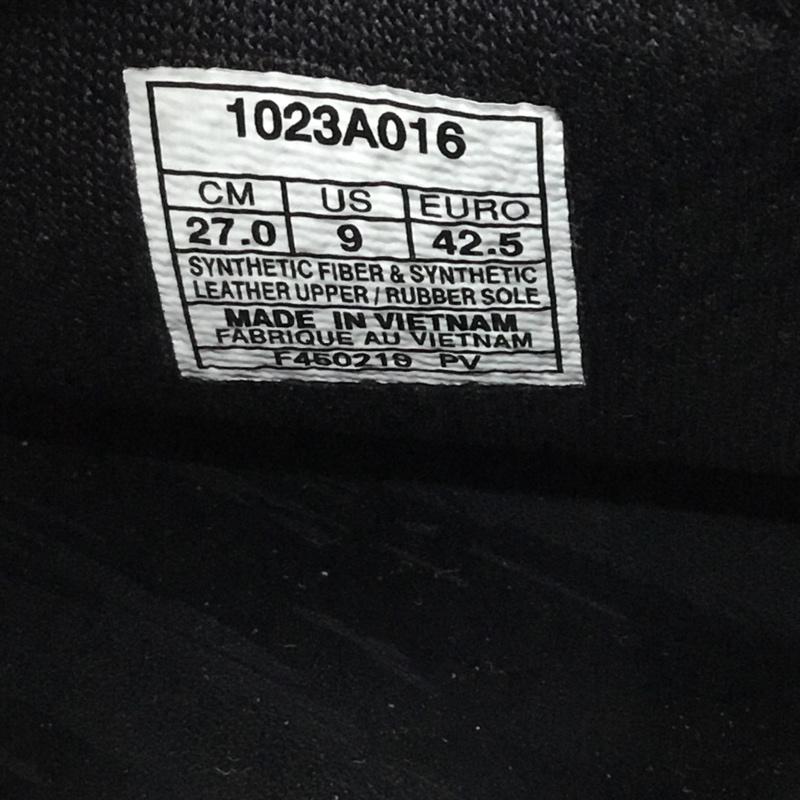 1023A016
CM US EURO
27.0 9 42.5
SYNTHETIC FIBER & SYNTHETIC
LEATHER UPPER / RUBBER SOLE
MADE IN VIETNAM
FABRIQUE AU VIETNAM
F450219 PV